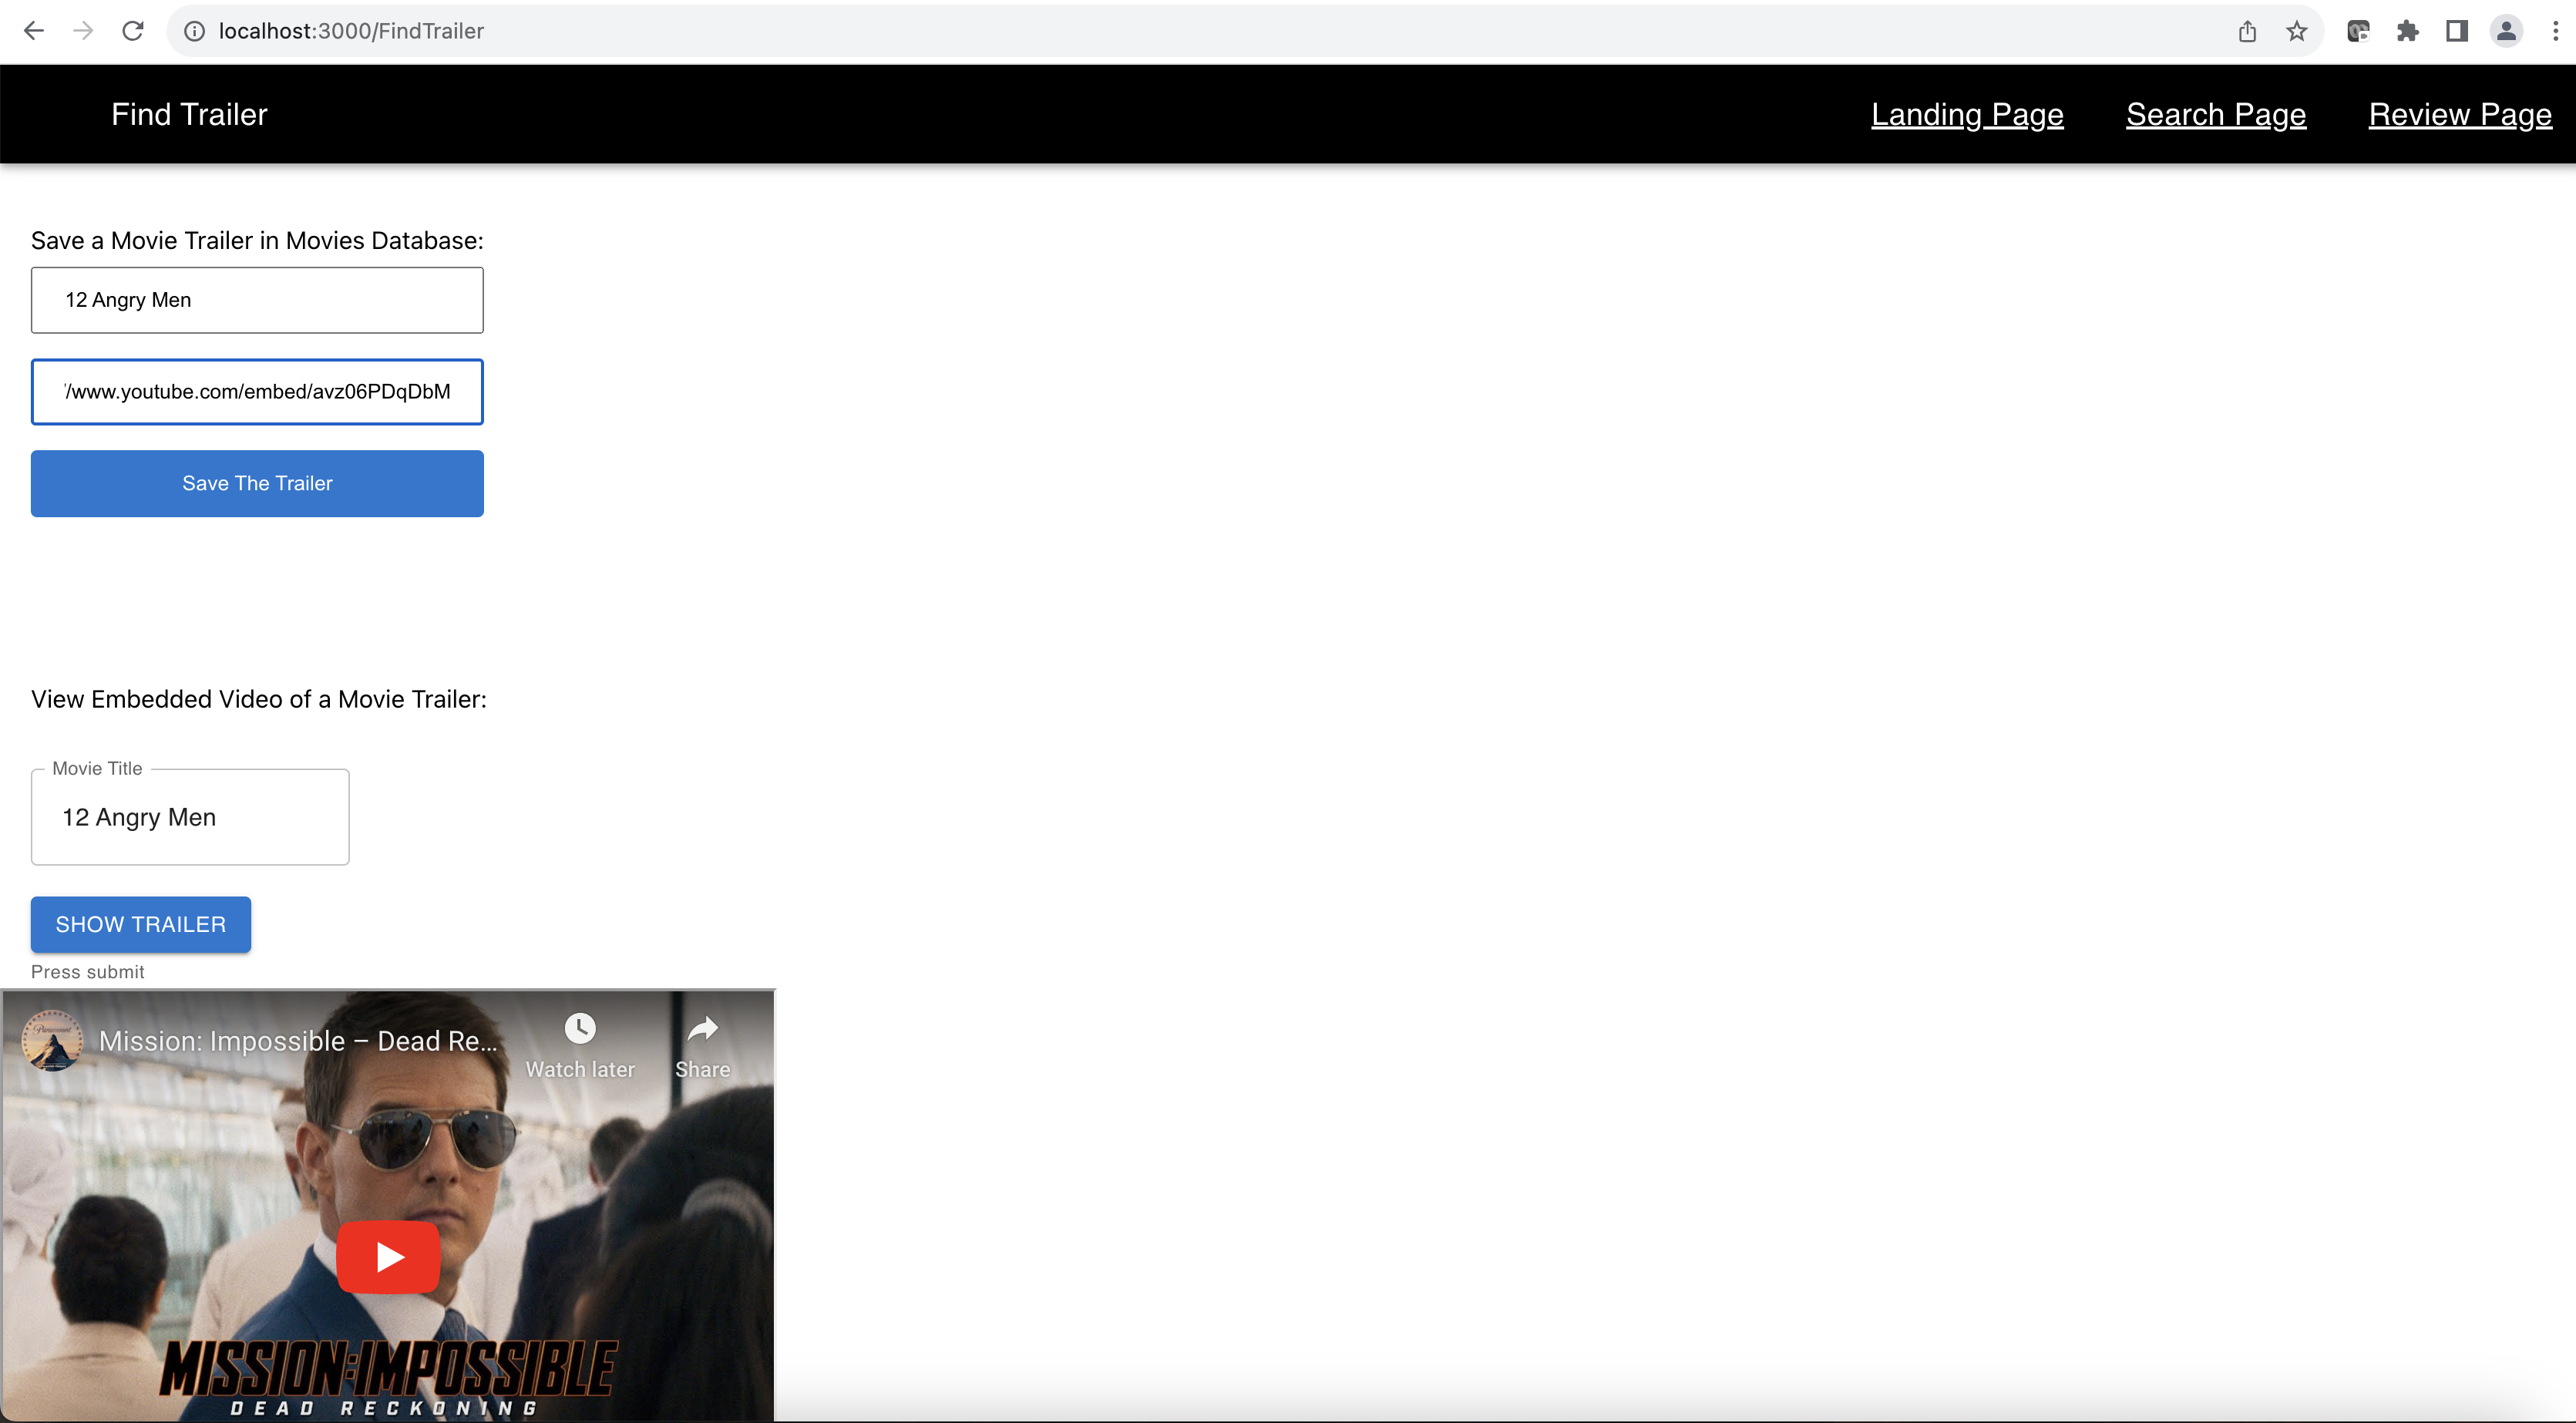 localhost:3000/FindTrailer
Find Trailer
Landing Page
Search Page
Review Page
Save a Movie Trailer in Movies Database:
12 Angry Men
/www.youtube.com/embed/avz06PDqDbM
Save The Trailer
View Embedded Video of a Movie Trailer:
Movie Title
12 Angry Men
SHOW TRAILER
Press submit
Paramount
Mission: Impossible – Dead Re...
Watch later
Share
MISSION:IMPOSSIBLE
DEAD RECKONING